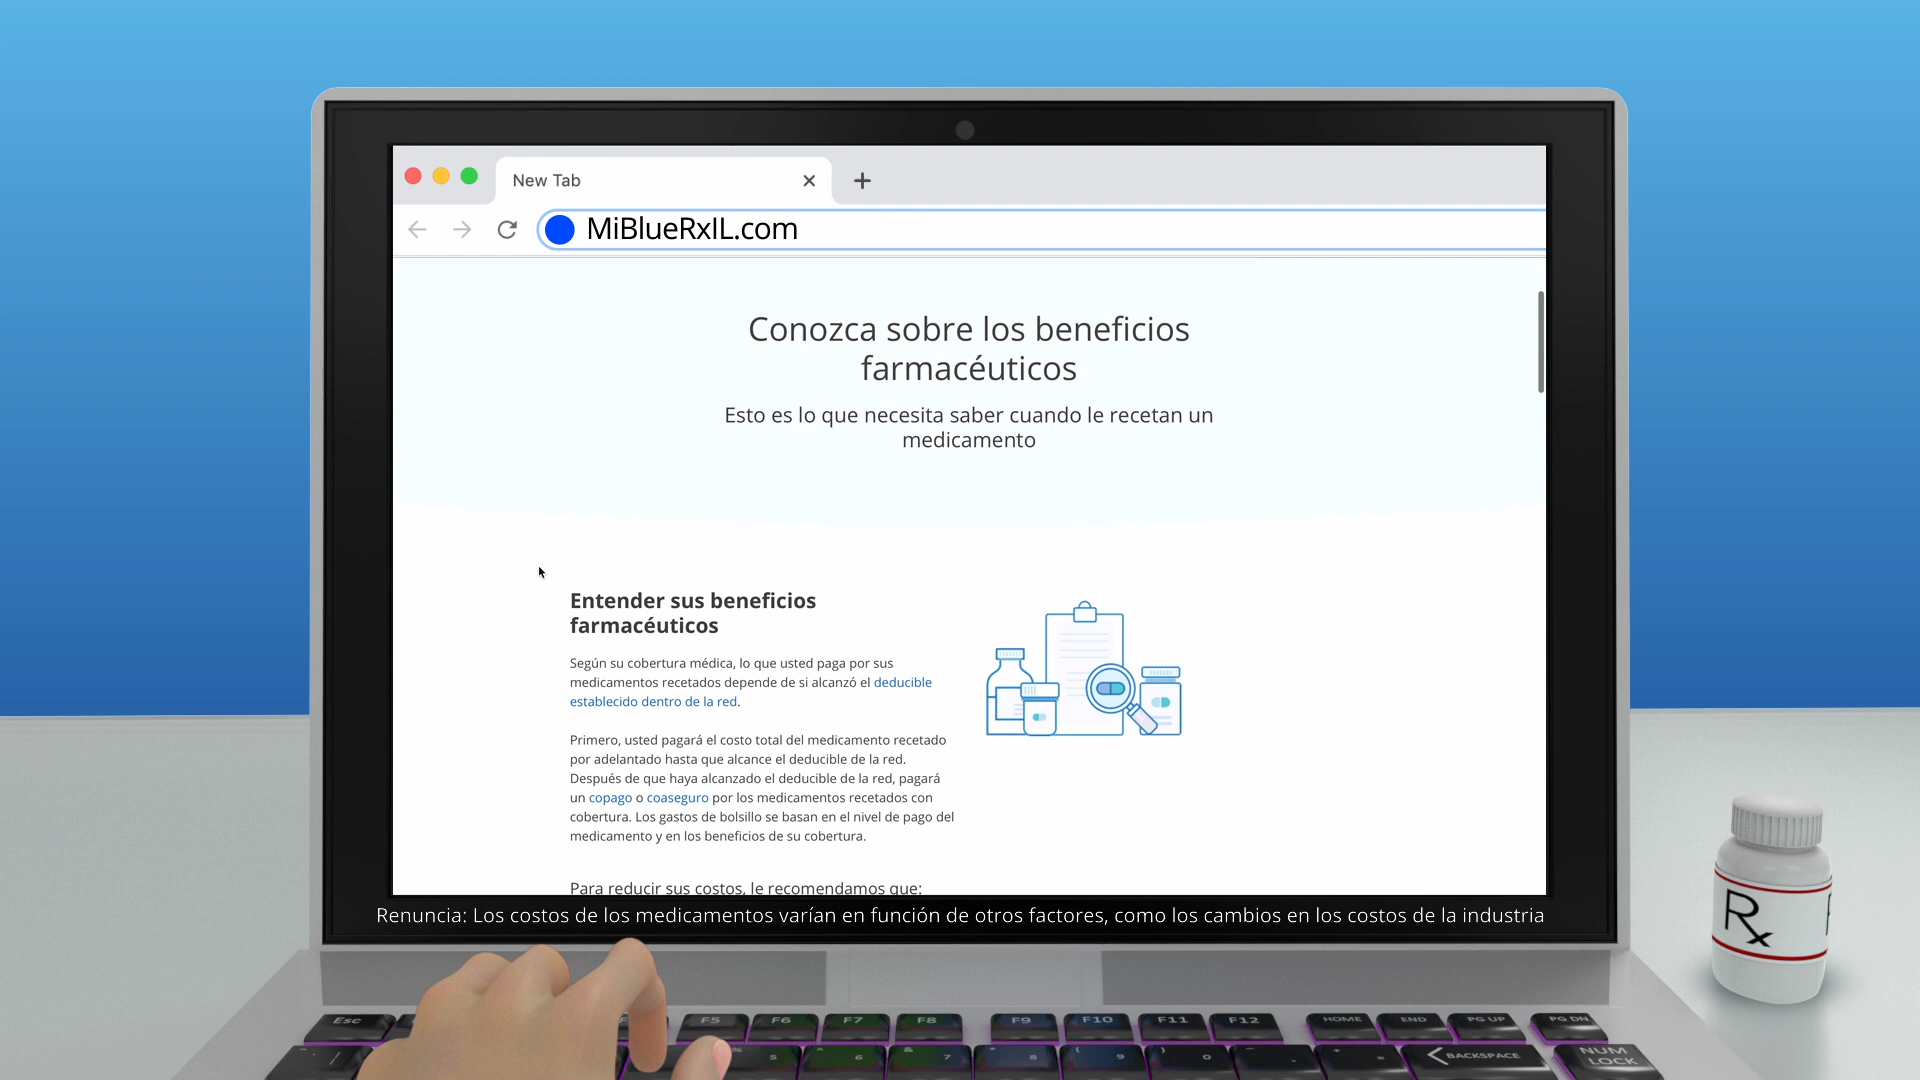 New Tab
MiBlueRxIL.com
Conozca sobre los beneficios
farmacéuticos
Esto es lo que necesita saber cuando le recetan un
medicamento
Entender sus beneficios
farmacéuticos
Según su cobertura médica, lo que usted paga por sus
medicamentos recetados depende de si alcanzó el deducible
establecido dentro de la red.
Primero, usted pagará el costo total del medicamento recetado
por adelantado hasta que alcance el deducible de la red.
Después de que haya alcanzado el deducible de la red, pagará
un copago o coaseguro por los medicamentos recetados con
cobertura. Los gastos de bolsillo se basan en el nivel de pago del
medicamento y en los beneficios de su cobertura.
Para reducir sus costos, le recomendamos que:
Renuncia: Los costos de los medicamentos varían en función de otros factores, como los cambios en los costos de la industria
Rx
Esc F5 F6 F7 F8 F9 F10 F11 F12 HOME END PG UP PG DN
% 5 ^ 6 & 7 * 8 ( 9 ) 0 - + = BACKSPACE NUM LOCK